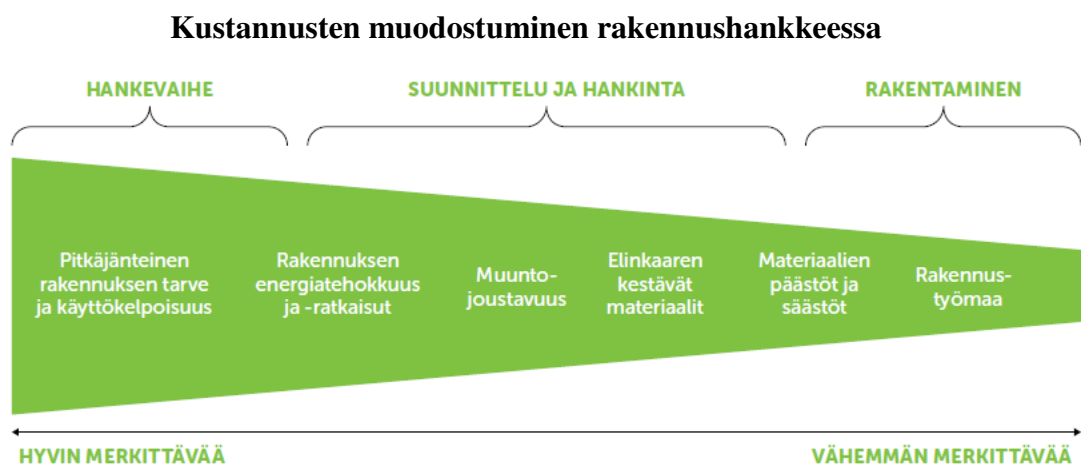 Kustannusten muodostuminen rakennushankkeessa
HANKEVAIHE
SUUNNITTELU JA HANKINTA
RAKENTAMINEN
Pitkäjänteinen
rakennuksen tarve
ja käyttökelpoisuus
Rakennuksen
energiatehokkuus
ja -ratkaisut
Muunto-
joustavuus
Elinkaaren
kestävät
materiaalit
Materiaalien
päästöt ja
säästöt
Rakennus-
työmaa
HYVIN MERKITTÄVÄÄ
VÄHEMMÄN MERKITTÄVÄÄ